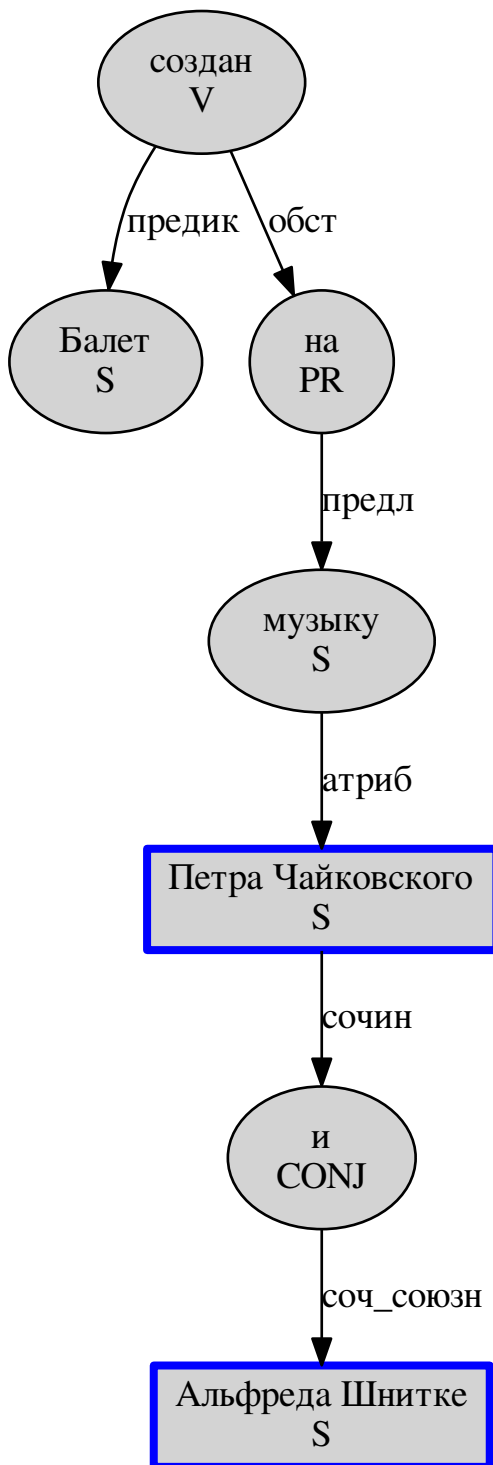 создан
V
предик
обст
Балет
S
на
PR
предл
музыку
S
атриб
Петра Чайковского
S
сочин
и
CONJ
соч_союзн
Альфреда Шнитке
S